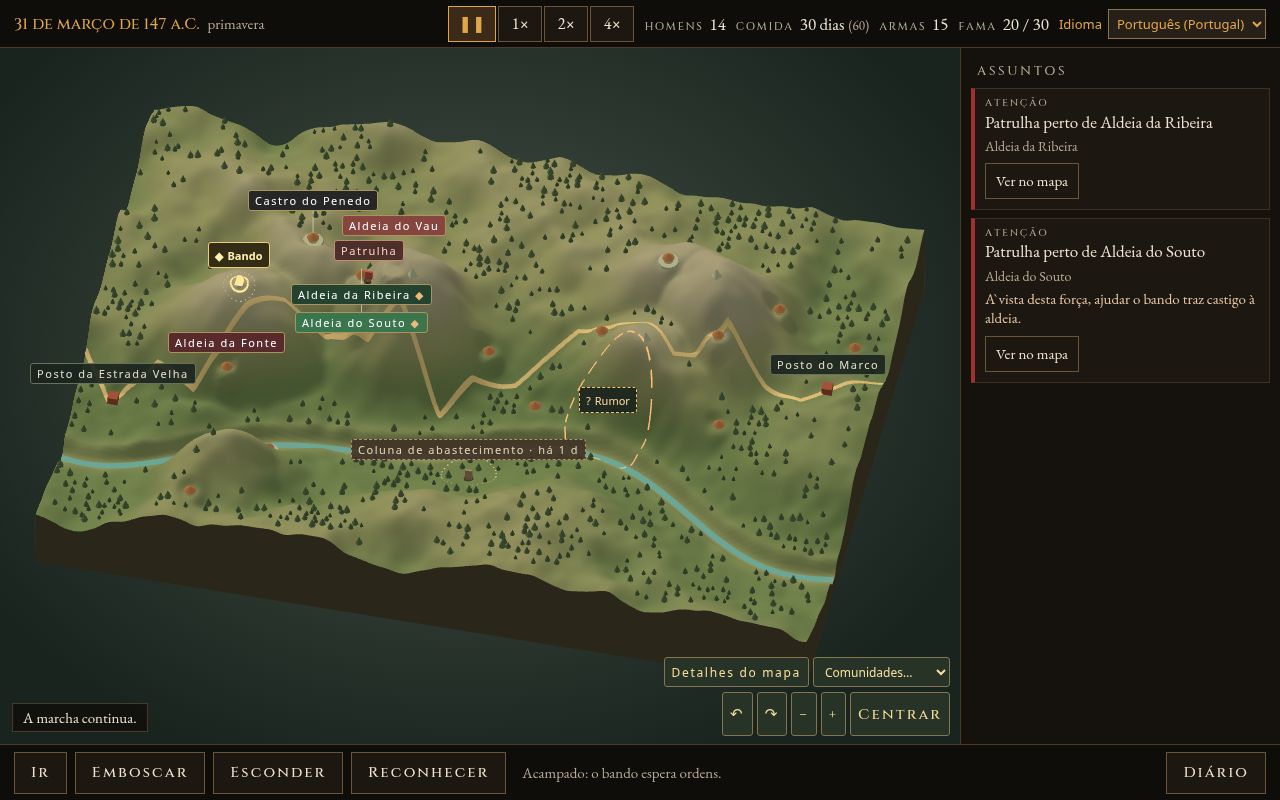 31 DE MARÇO DE 147 A.C. primavera
❚❚ 1× 2× 4×
HOMENS 14 COMIDA 30 dias (60) ARMAS 15 FAMA 20 / 30
Idioma Português (Portugal)
ASSUNTOS
ATENÇÃO
Patrulha perto de Aldeia da Ribeira
Aldeia da Ribeira
Ver no mapa
ATENÇÃO
Patrulha perto de Aldeia do Souto
Aldeia do Souto
A` vista desta força, ajudar o bando traz castigo à
aldeia.
Ver no mapa
Castro do Penedo
Aldeia do Vau
Patrulha
◆ Bando
Aldeia da Ribeira ◆
Aldeia do Souto ◆
Aldeia da Fonte
Posto da Estrada Velha
Posto do Marco
? Rumor
Coluna de abastecimento · há 1 d
Detalhes do mapa Comunidades...
↶ ↷ − + CENTRAR
A marcha continua.
IR EMBOSCAR ESCONDER RECONHECER Acampado: o bando espera ordens. DIÁRIO